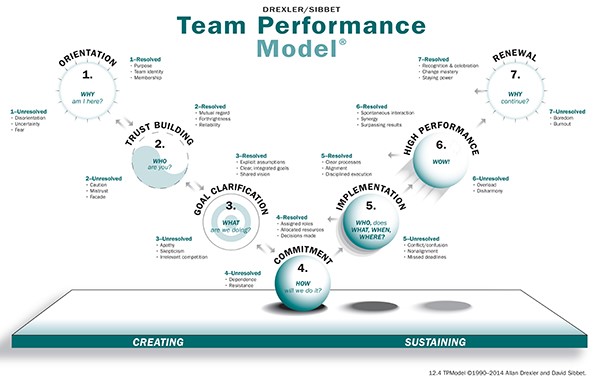 DREXLER/SIBBET
Team Performance
Model®
ORIENTATION
1.
WHY
am I here?
1–Resolved
• Purpose
• Team identity
• Membership
1–Unresolved
• Disorientation
• Uncertainty
• Fear
TRUST BUILDING
2.
WHO
are you?
2–Resolved
• Mutual regard
• Forthrightness
• Reliability
2–Unresolved
• Caution
• Mistrust
• Facade
GOAL CLARIFICATION
3.
WHAT
are we doing?
3–Resolved
• Explicit assumptions
• Clear, integrated goals
• Shared vision
3–Unresolved
• Apathy
• Skepticism
• Irrelevant competition
COMMITMENT
4.
HOW
will we do it?
4–Resolved
• Assigned roles
• Allocated resources
• Decisions made
4–Unresolved
• Dependence
• Resistance
IMPLEMENTATION
5.
WHO, does
WHAT, WHEN,
WHERE?
5–Resolved
• Clear processes
• Alignment
• Disciplined execution
5–Unresolved
• Conflict/confusion
• Nonalignment
• Missed deadlines
HIGH PERFORMANCE
6.
WOW!
6–Resolved
• Spontaneous interaction
• Synergy
• Surpassing results
6–Unresolved
• Overload
• Disharmony
RENEWAL
7.
WHY
continue?
7–Resolved
• Recognition & celebration
• Change mastery
• Staying power
7–Unresolved
• Boredom
• Burnout
CREATING
SUSTAINING
12.4 TPModel ©1990–2014 Allan Drexler and David Sibbet.